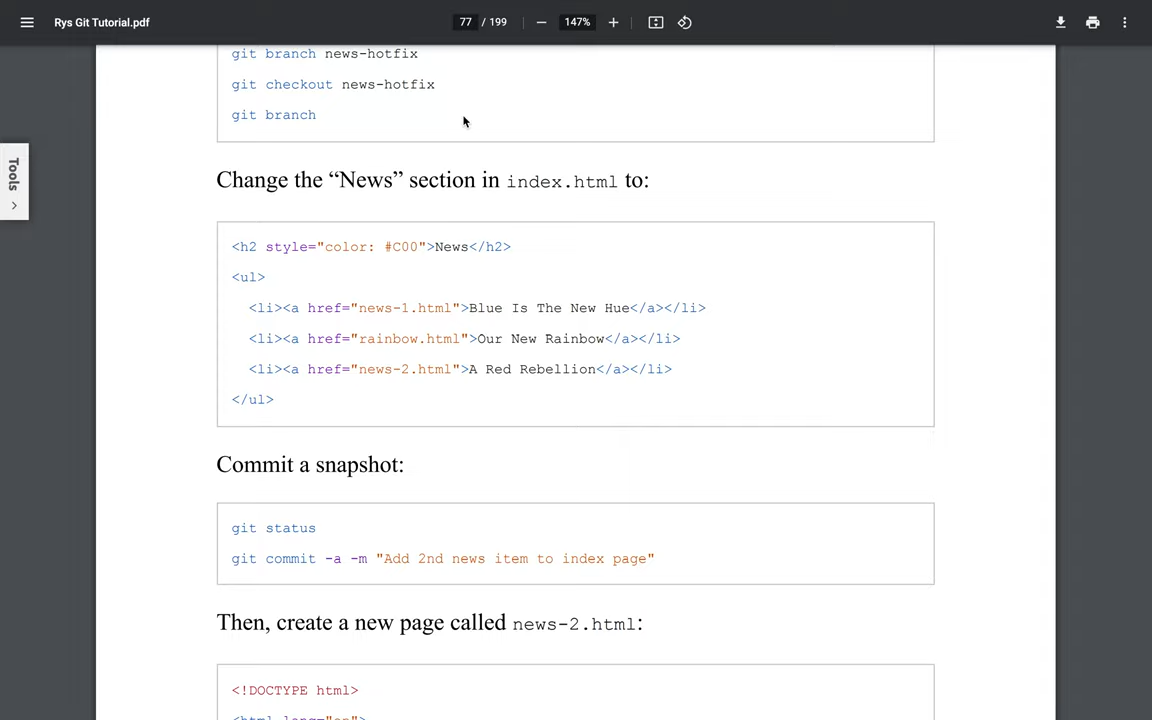 Rys Git Tutorial.pdf
77 / 199
147%
Tools
git branch news-hotfix
git checkout news-hotfix
git branch
Change the “News” section in index.html to:
<h2 style="color: #C00">News</h2>
<ul>
<li><a href="news-1.html">Blue Is The New Hue</a></li>
<li><a href="rainbow.html">Our New Rainbow</a></li>
<li><a href="news-2.html">A Red Rebellion</a></li>
</ul>
Commit a snapshot:
git status
git commit -a -m "Add 2nd news item to index page"
Then, create a new page called news-2.html:
<!DOCTYPE html>
<html lang="en">